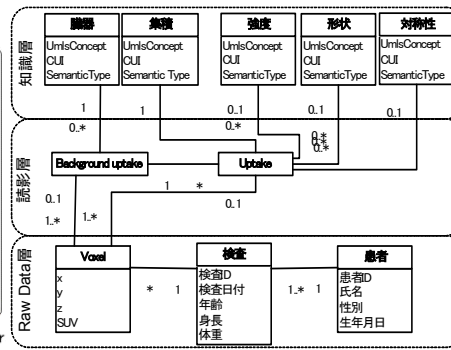 知識層
臓器
UmlsConcept
CUI
SemanticType
集積
UmlsConcept
CUI
Semantic Type
強度
UmlsConcept
CUI
SemanticType
形状
UmlsConcept
CUI
SemanticType
対称性
UmlsConcept
CUI
SemanticType
1
1
0..1
0..1
0..1
0..*
0..*
0..*
0..*
0..*
読影層
Background uptake
Uptake
1
*
0..1
0..1
1..*
1..*
Raw Data層
Voxel
x
y
z
SUV
*
1
検査
検査ID
検査日付
年齢
身長
体重
1..*
1
患者
患者ID
氏名
性別
生年月日
r